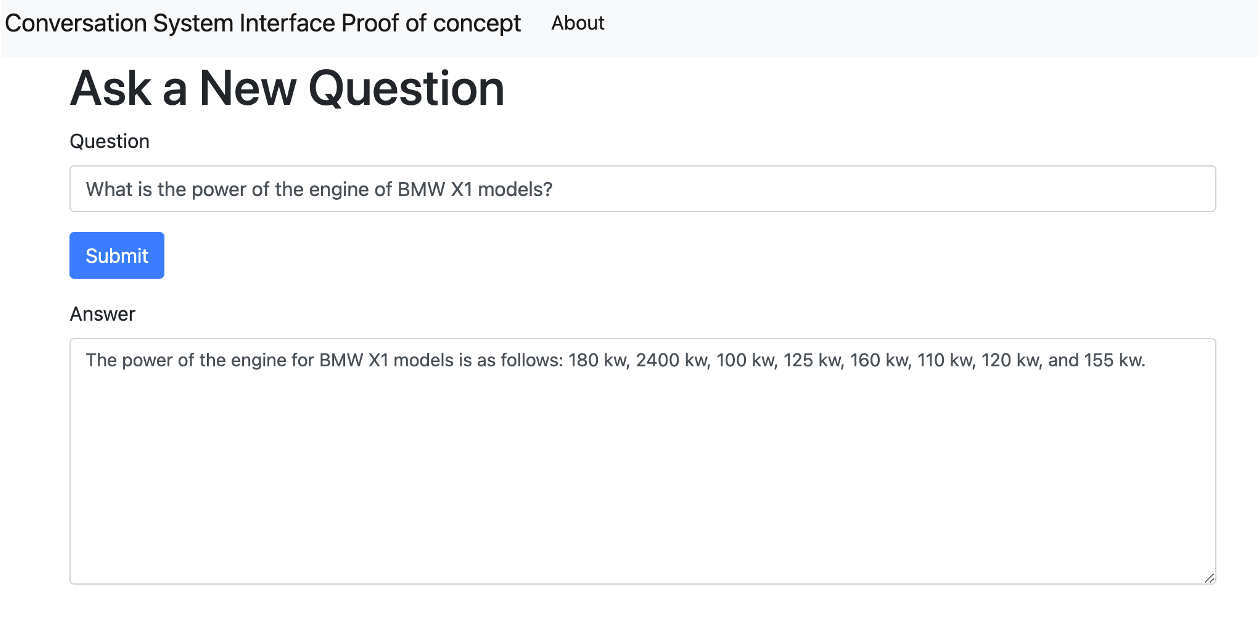 Conversation System Interface Proof of concept About
Ask a New Question
Question
What is the power of the engine of BMW X1 models?
Submit
Answer
The power of the engine for BMW X1 models is as follows: 180 kw, 2400 kw, 100 kw, 125 kw, 160 kw, 110 kw, 120 kw, and 155 kw.